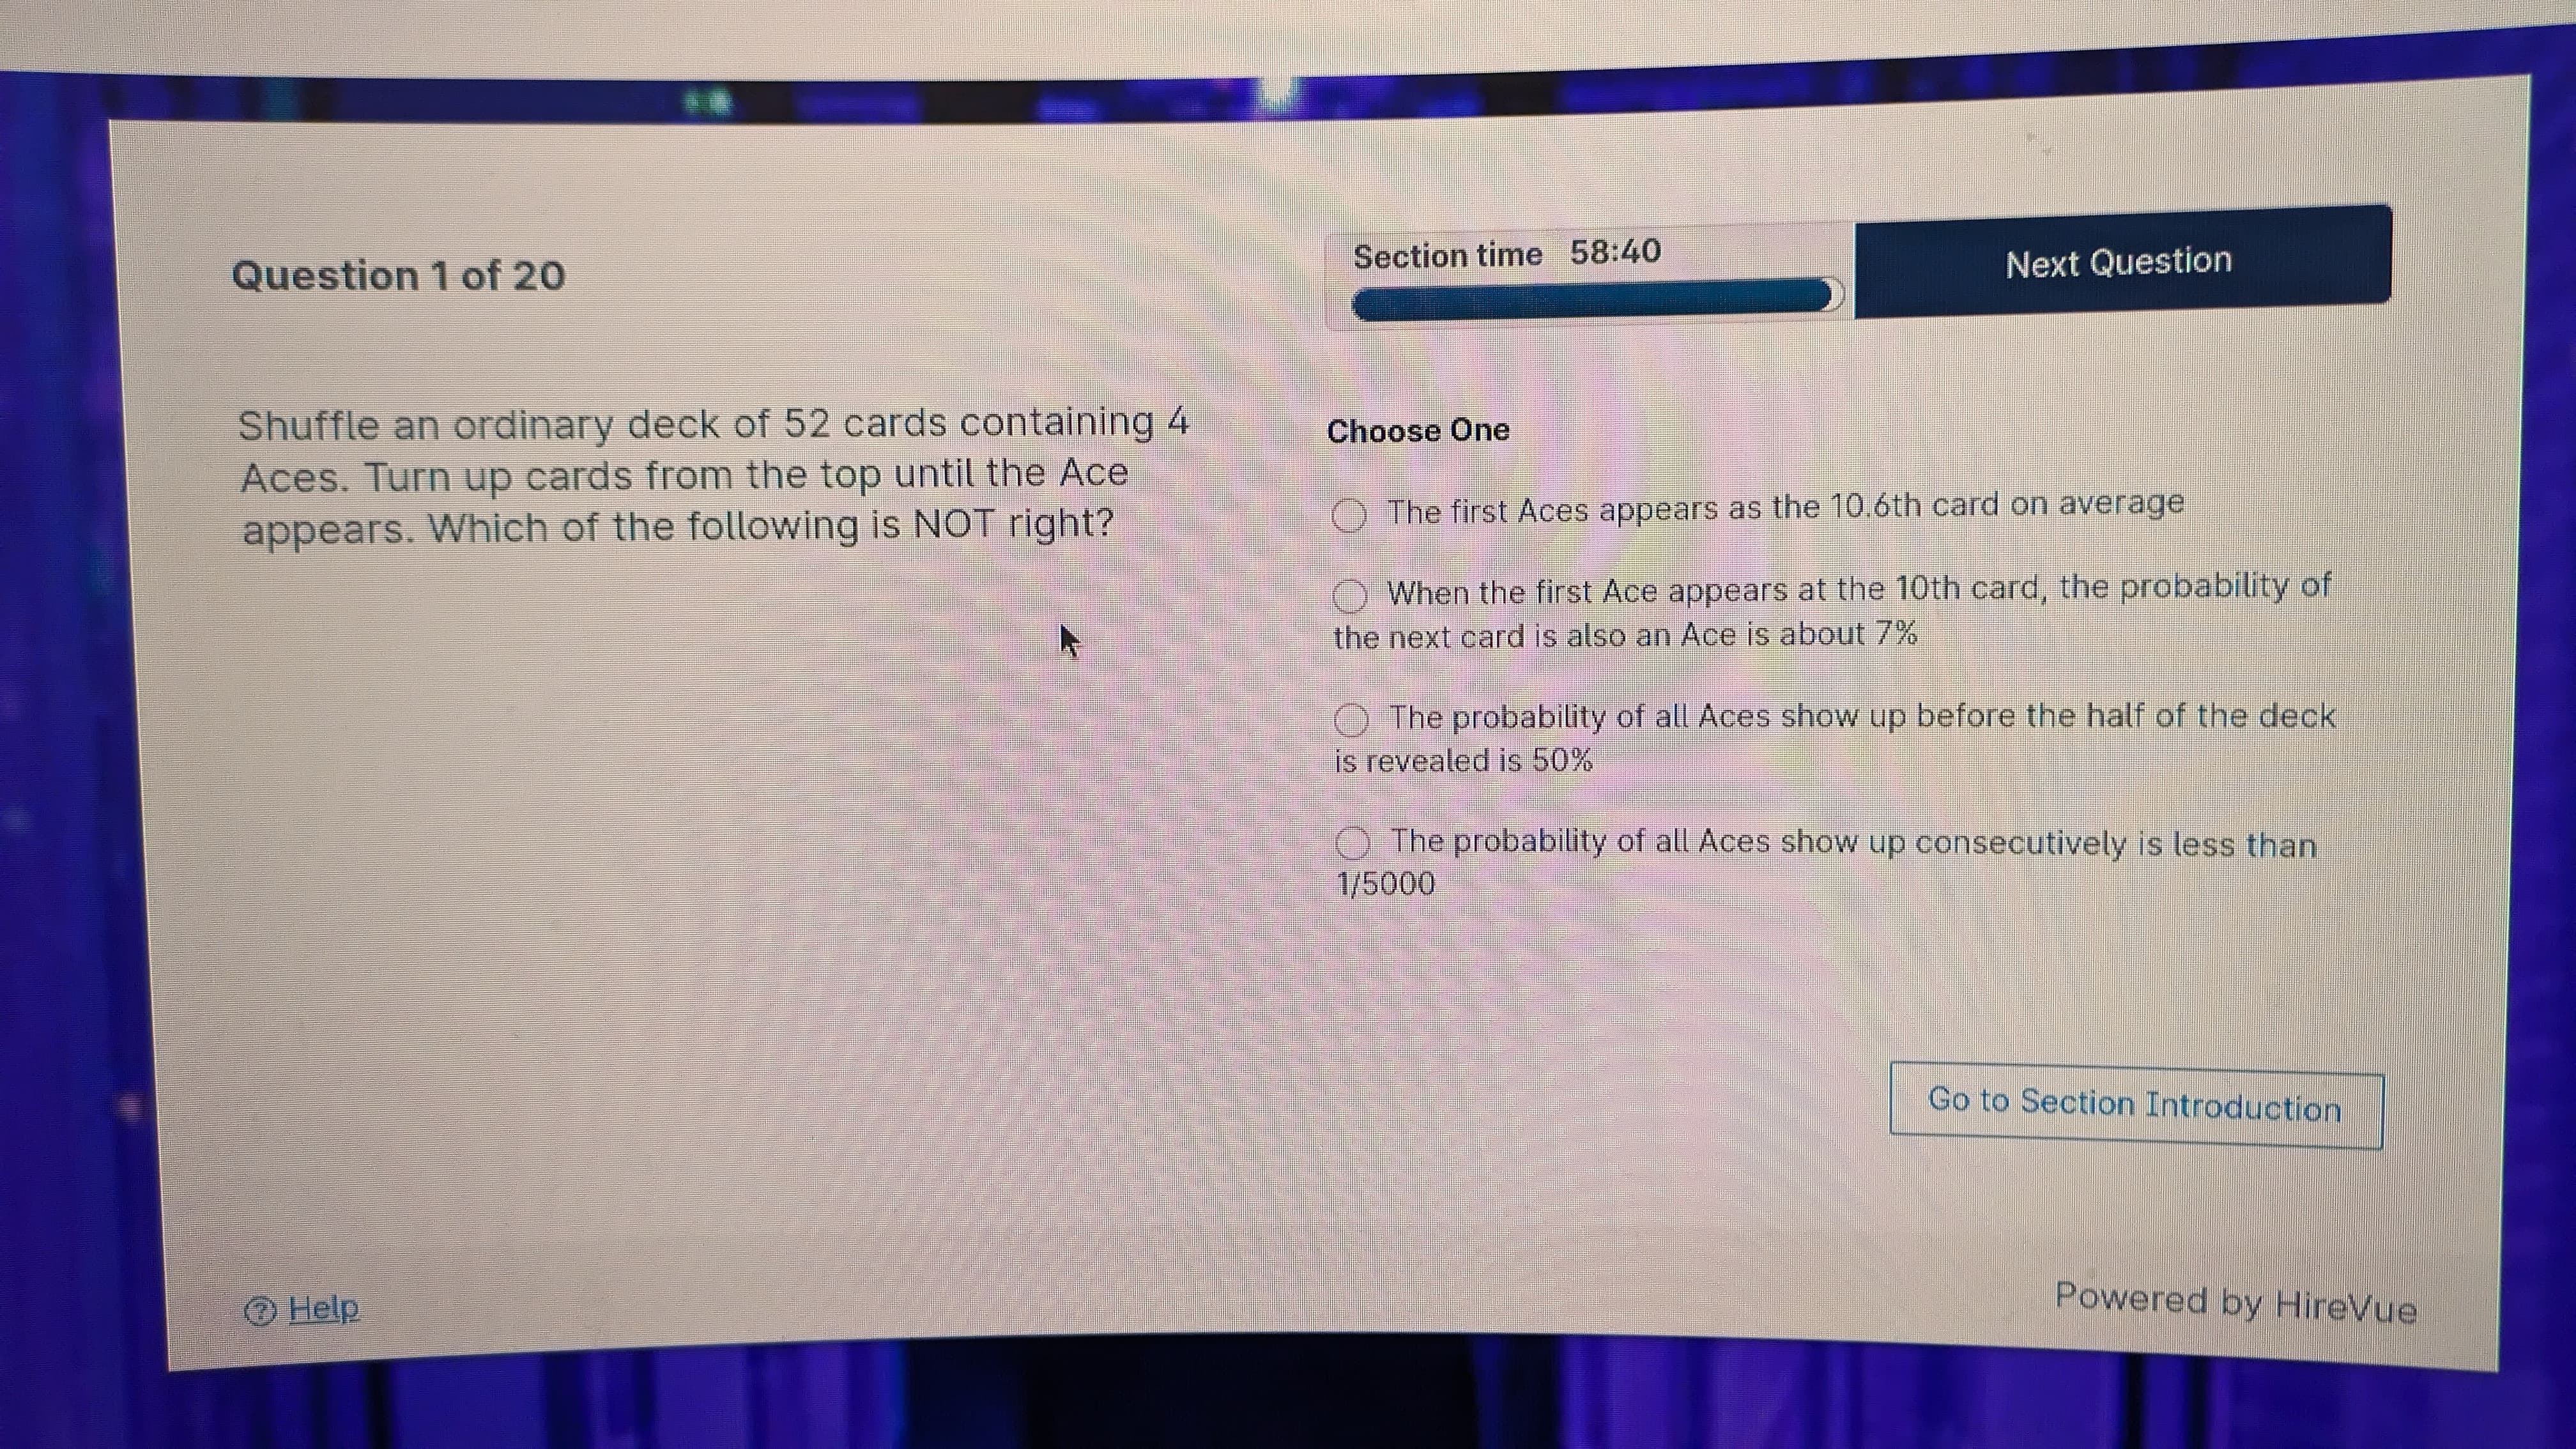 Question 1 of 20
Section time 58:40
Next Question
Shuffle an ordinary deck of 52 cards containing 4
Aces. Turn up cards from the top until the Ace
appears. Which of the following is NOT right?
Choose One
The first Aces appears as the 10.6th card on average
When the first Ace appears at the 10th card, the probability of
the next card is also an Ace is about 7%
The probability of all Aces show up before the half of the deck
is revealed is 50%
The probability of all Aces show up consecutively is less than
1/5000
Go to Section Introduction
? Help
Powered by HireVue